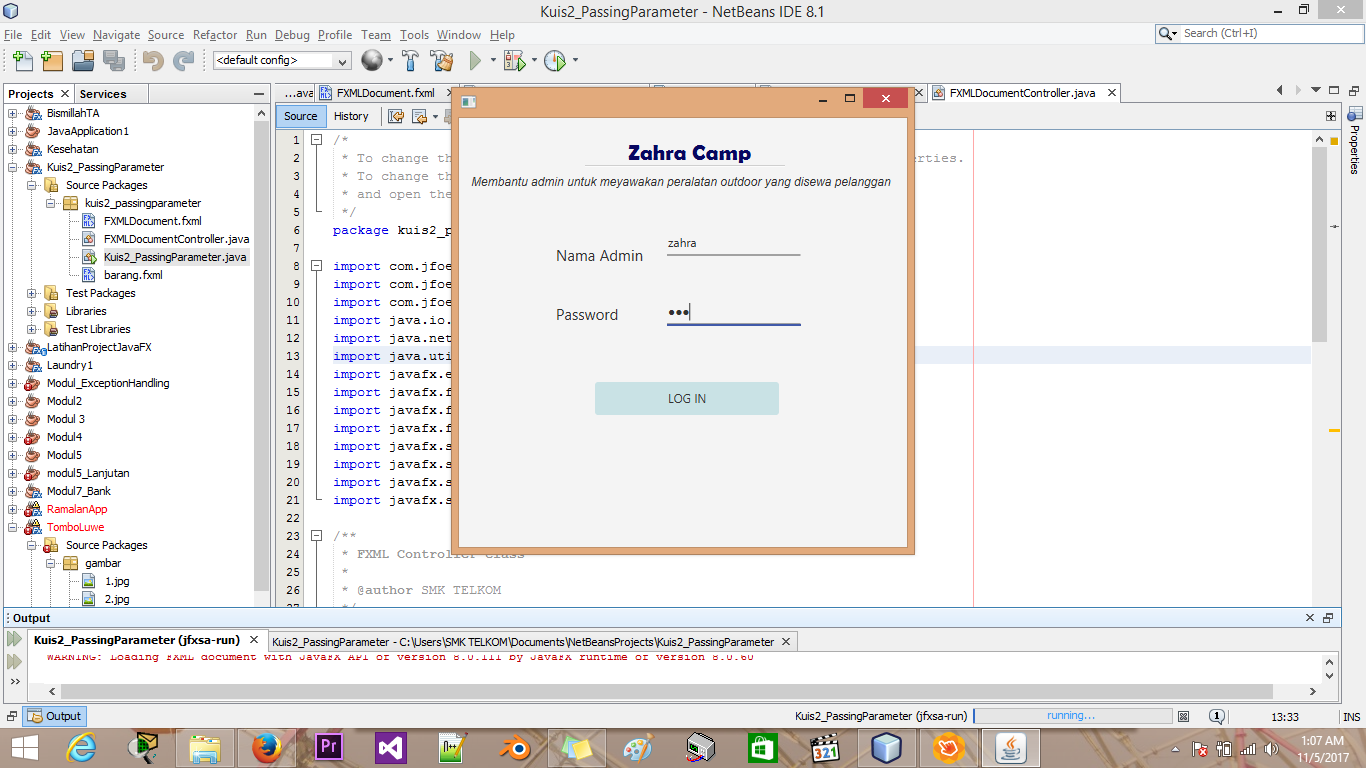 Kuis2_PassingParameter - NetBeans IDE 8.1
File Edit View Navigate Source Refactor Run Debug Profile Team Tools Window Help
Search (Ctrl+I)
<default config>
Projects Services
BismillahTA
JavaApplication1
Kesehatan
Kuis2_PassingParameter
Source Packages
kuis2_passingparameter
FXMLDocument.fxml
FXMLDocumentController.java
Kuis2_PassingParameter.java
barang.fxml
Test Packages
Libraries
Test Libraries
LatihanProjectJavaFX
Laundry1
Modul_ExceptionHandling
Modul2
Modul 3
Modul4
Modul5
modul5_Lanjutan
Modul7_Bank
RamalanApp
TomboLuwe
Source Packages
gambar
1.jpg
2.jpg
...ava FXMLDocument.fxml FXMLDocumentController.java
Source History
1 /*
2 * To change th erties.
3 * To change th
4 * and open the
5 */
6 package kuis2_p
7
8 import com.jfoe
9 import com.jfoe
10 import com.jfoe
11 import java.io.
12 import java.net
13 import java.uti
14 import javafx.e
15 import javafx.f
16 import javafx.f
17 import javafx.f
18 import javafx.s
19 import javafx.s
20 import javafx.s
21 import javafx.s
22
23 /**
24 * FXML Controller class
25 *
26 * @author SMK TELKOM
Zahra Camp
Membantu admin untuk meyawakan peralatan outdoor yang disewa pelanggan
Nama Admin zahra
Password •••
LOG IN
Properties
Output
Kuis2_PassingParameter (jfxsa-run) Kuis2_PassingParameter - C:\Users\SMK TELKOM\Documents\NetBeansProjects\Kuis2_PassingParameter
WARNING: Loading FXML document with JavaFX API of version 8.0.111 by JavaFX runtime of version 8.0.60
Output Kuis2_PassingParameter (jfxsa-run) running... 1 13:33 INS
Pr 321 1:07 AM
11/5/2017